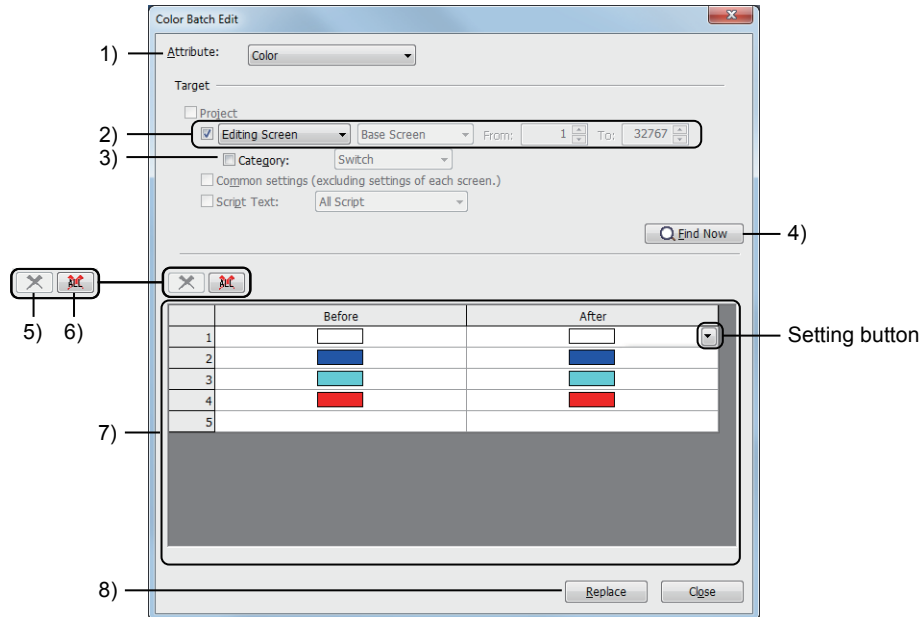 Color Batch Edit
1) Attribute: Color
Target
Project
2) Editing Screen Base Screen From: 1 To: 32767
3) Category: Switch
Common settings (excluding settings of each screen.)
Script Text: All Script
Find Now 4)
ALL ALL
5) 6)
Before After
1 Setting button
2
3
4
5
7)
8) Replace Close